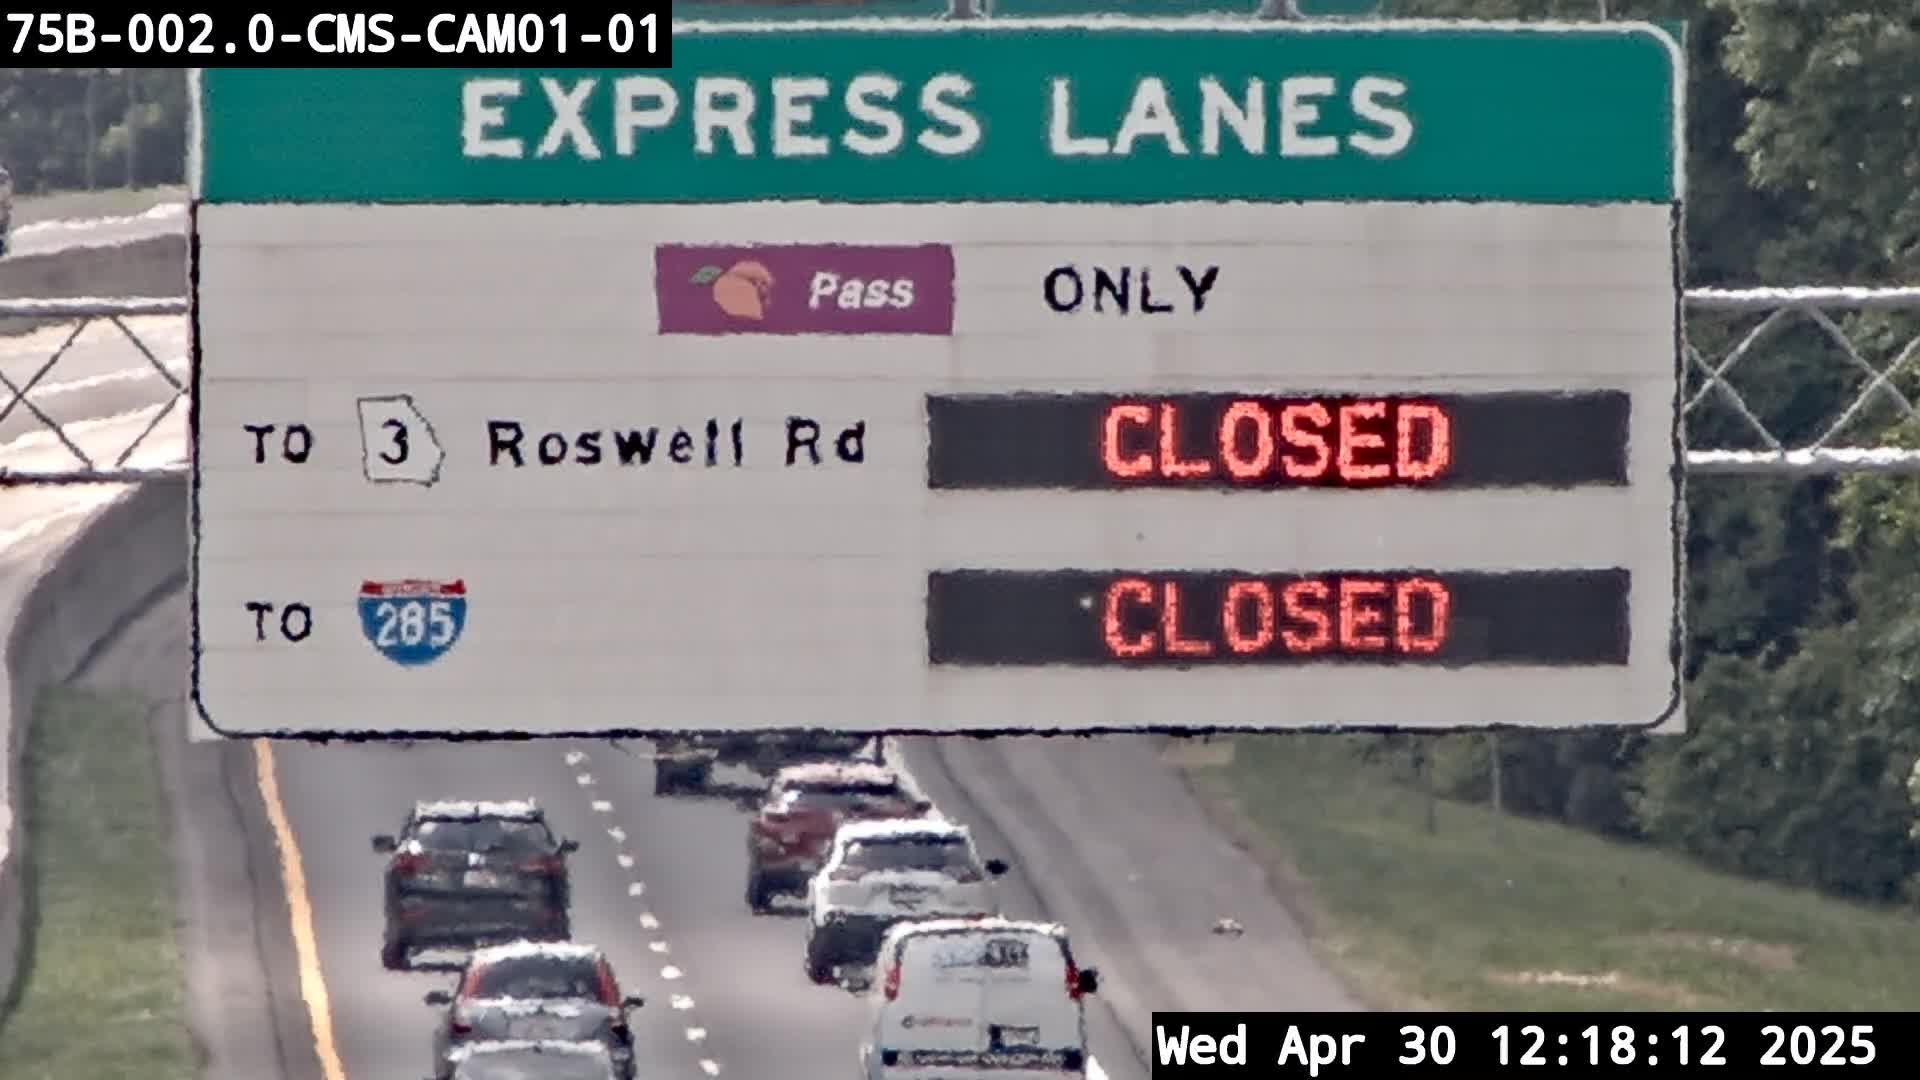 75B-002.0-CMS-CAM01-01
EXPRESS LANES
Pass ONLY
TO 3 Roswell Rd CLOSED
TO 285 CLOSED
Wed Apr 30 12:18:12 2025